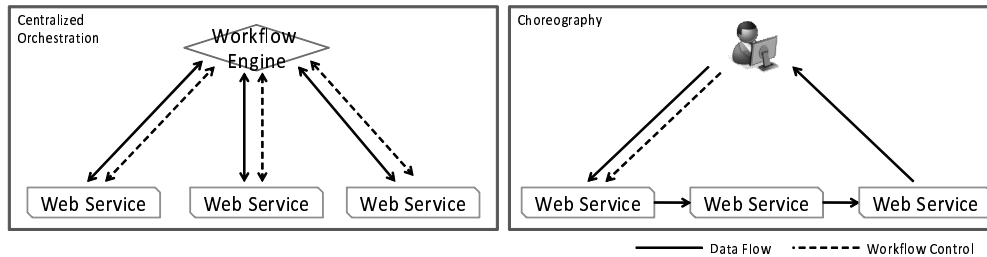 Centralized
Orchestration
Workflow
Engine
Web Service
Web Service
Web Service
Choreography
Web Service
Web Service
Web Service
Data Flow
Workflow Control